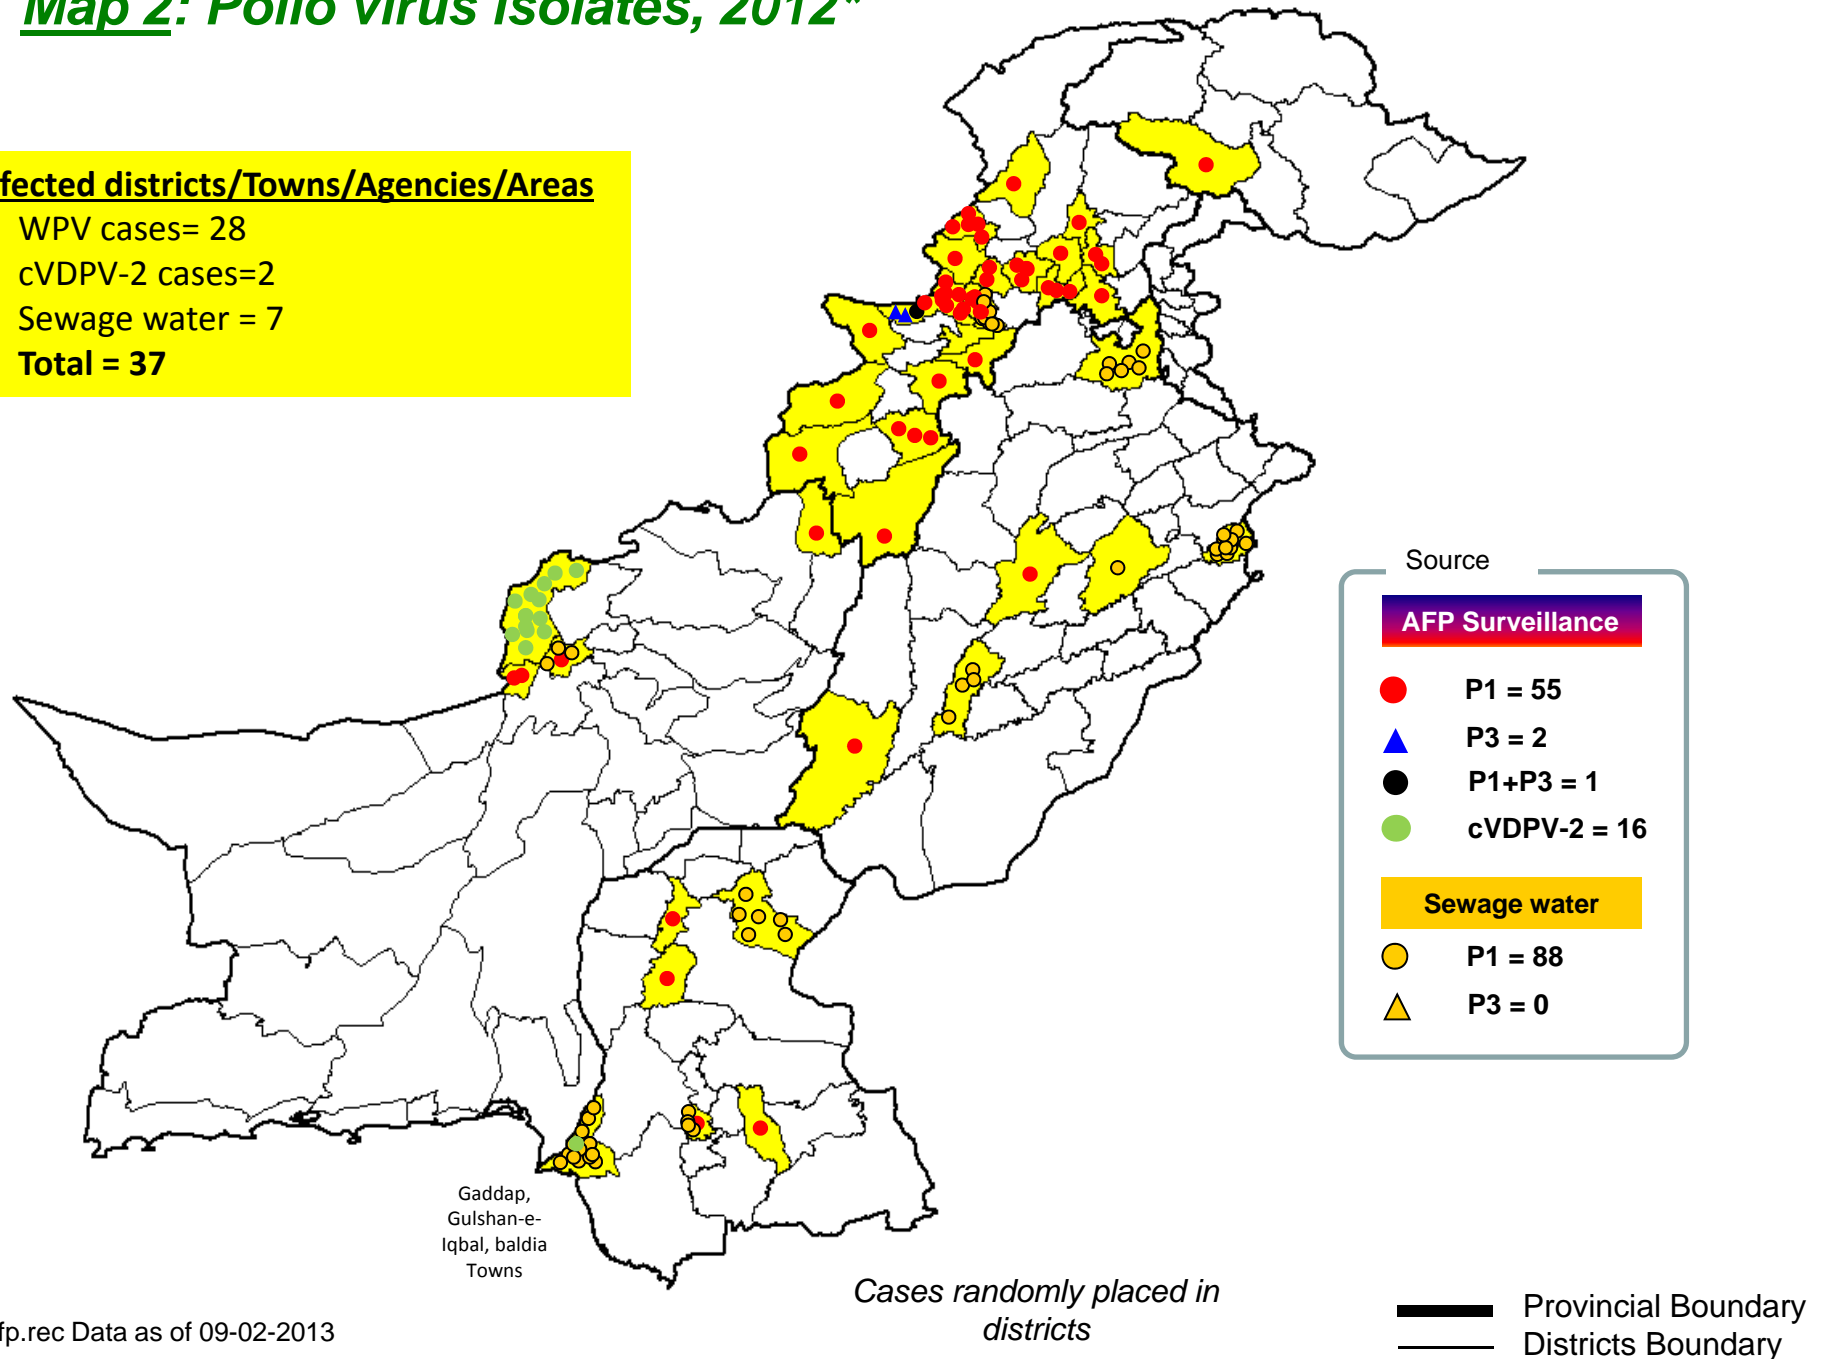 Map 2: Polio virus isolates, 2012*
fected districts/Towns/Agencies/Areas
WPV cases= 28
cVDPV-2 cases=2
Sewage water = 7
Total = 37
Source
AFP Surveillance
P1 = 55
P3 = 2
P1+P3 = 1
cVDPV-2 = 16
Sewage water
P1 = 88
P3 = 0
Gaddap,
Gulshan-e-
Iqbal, baldia
Towns
Cases randomly placed in
districts
fp.rec Data as of 09-02-2013
Provincial Boundary
Districts Boundary